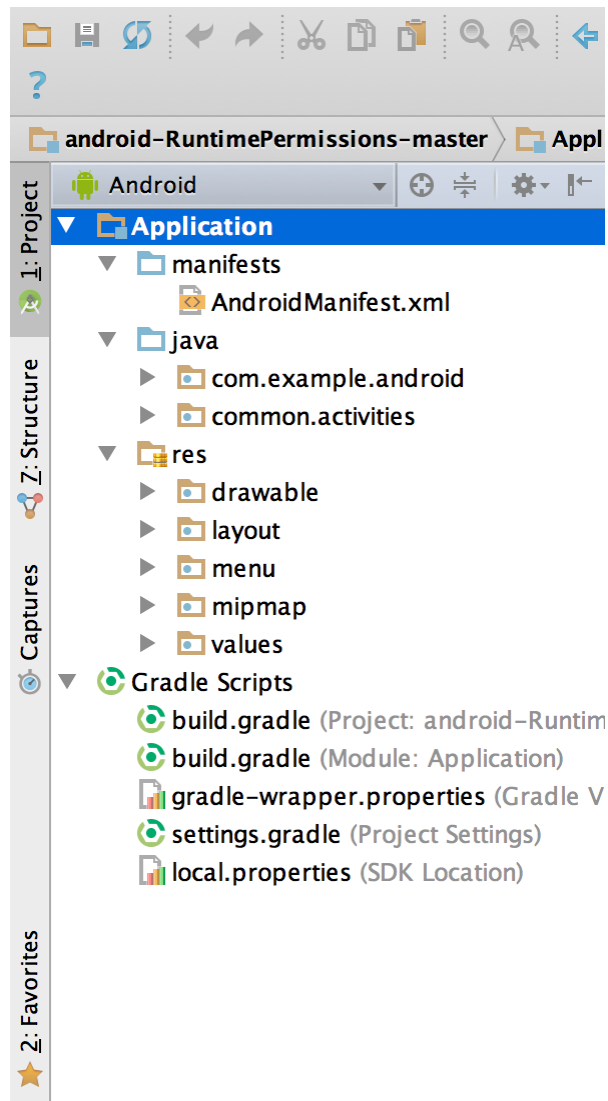 ?
android-RuntimePermissions-master Appl
Android
1: Project
Application
manifests
AndroidManifest.xml
java
com.example.android
common.activities
7: Structure
res
drawable
layout
menu
mipmap
values
Captures
Gradle Scripts
build.gradle (Project: android-Runtim
build.gradle (Module: Application)
gradle-wrapper.properties (Gradle V
settings.gradle (Project Settings)
local.properties (SDK Location)
2: Favorites